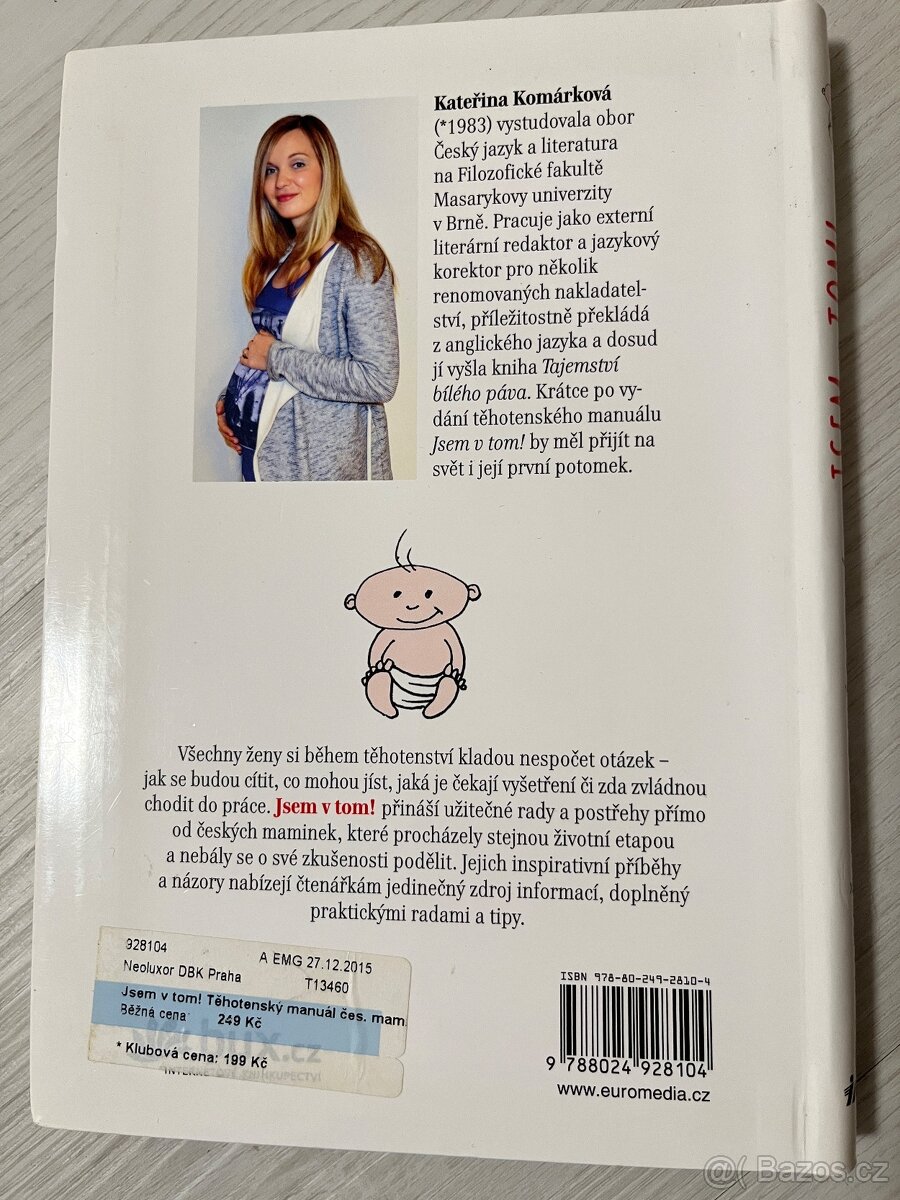 Kateřina Komárková
(*1983) vystudovala obor
Český jazyk a literatura
na Filozofické fakultě
Masarykovy univerzity
v Brně. Pracuje jako externí
literární redaktor a jazykový
korektor pro několik
renomovaných nakladatel-
ství, příležitostně překládá
z anglického jazyka a dosud
jí vyšla kniha Tajemství
bílého páva. Krátce po vy-
dání těhotenského manuálu
Jsem v tom! by měl přijít na
svět i její první potomek.
JSEM V TOM!
Všechny ženy si během těhotenství kladou nespočet otázek –
jak se budou cítit, co mohou jíst, jaká je čekají vyšetření či zda zvládnou
chodit do práce. Jsem v tom! přináší užitečné rady a postřehy přímo
od českých maminek, které procházely stejnou životní etapou
a nebály se o své zkušenosti podělit. Jejich inspirativní příběhy
a názory nabízejí čtenářkám jedinečný zdroj informací, doplněný
praktickými radami a tipy.
928104 A EMG 27.12.2015
Neoluxor DBK Praha T13460
Jsem v tom! Těhotenský manuál čes. mam
Běžná cena 249 Kč
bux.cz
* Klubová cena: 199 Kč
INTERNETOVÉ KNIHKUPECTVÍ
ISBN 978-80-249-2810-4
9 788024 928104
www.euromedia.cz
@( Bazos.cz